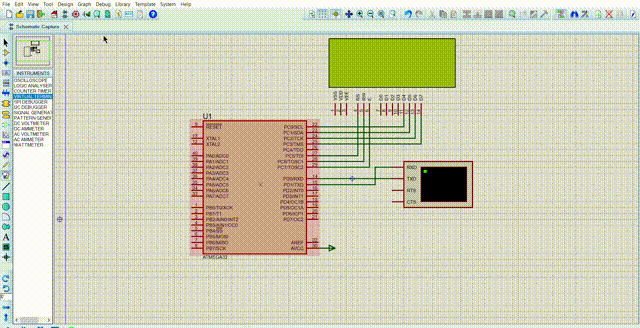 File Edit View Tool Design Graph Debug Library Template System Help
Schematic Capture
INSTRUMENTS
OSCILLOSCOPE
LOGIC ANALYSER
COUNTER TIMER
VIRTUAL TERMINAL
SPI DEBUGGER
I2C DEBUGGER
SIGNAL GENERAT
PATTERN GENER
DC VOLTMETER
DC AMMETER
AC VOLTMETER
AC AMMETER
WATTMETER
VSS VDD VEE RS RW E D0 D1 D2 D3 D4 D5 D6 D7
U1
RESET
XTAL1
XTAL2
PA0/ADC0
PA1/ADC1
PA2/ADC2
PA3/ADC3
PA4/ADC4
PA5/ADC5
PA6/ADC6
PA7/ADC7
PB0/T0/XCK
PB1/T1
PB2/AIN0/INT2
PB3/AIN1/OC0
PB4/SS
PB5/MOSI
PB6/MISO
PB7/SCK
PC0/SCL
PC1/SDA
PC2/TCK
PC3/TMS
PC4/TDO
PC5/TDI
PC6/TOSC1
PC7/TOSC2
PD0/RXD
PD1/TXD
PD2/INT0
PD3/INT1
PD4/OC1B
PD5/OC1A
PD6/ICP1
PD7/OC2
AREF
AVCC
ATMEGA32
RXD
TXD
RTS
CTS